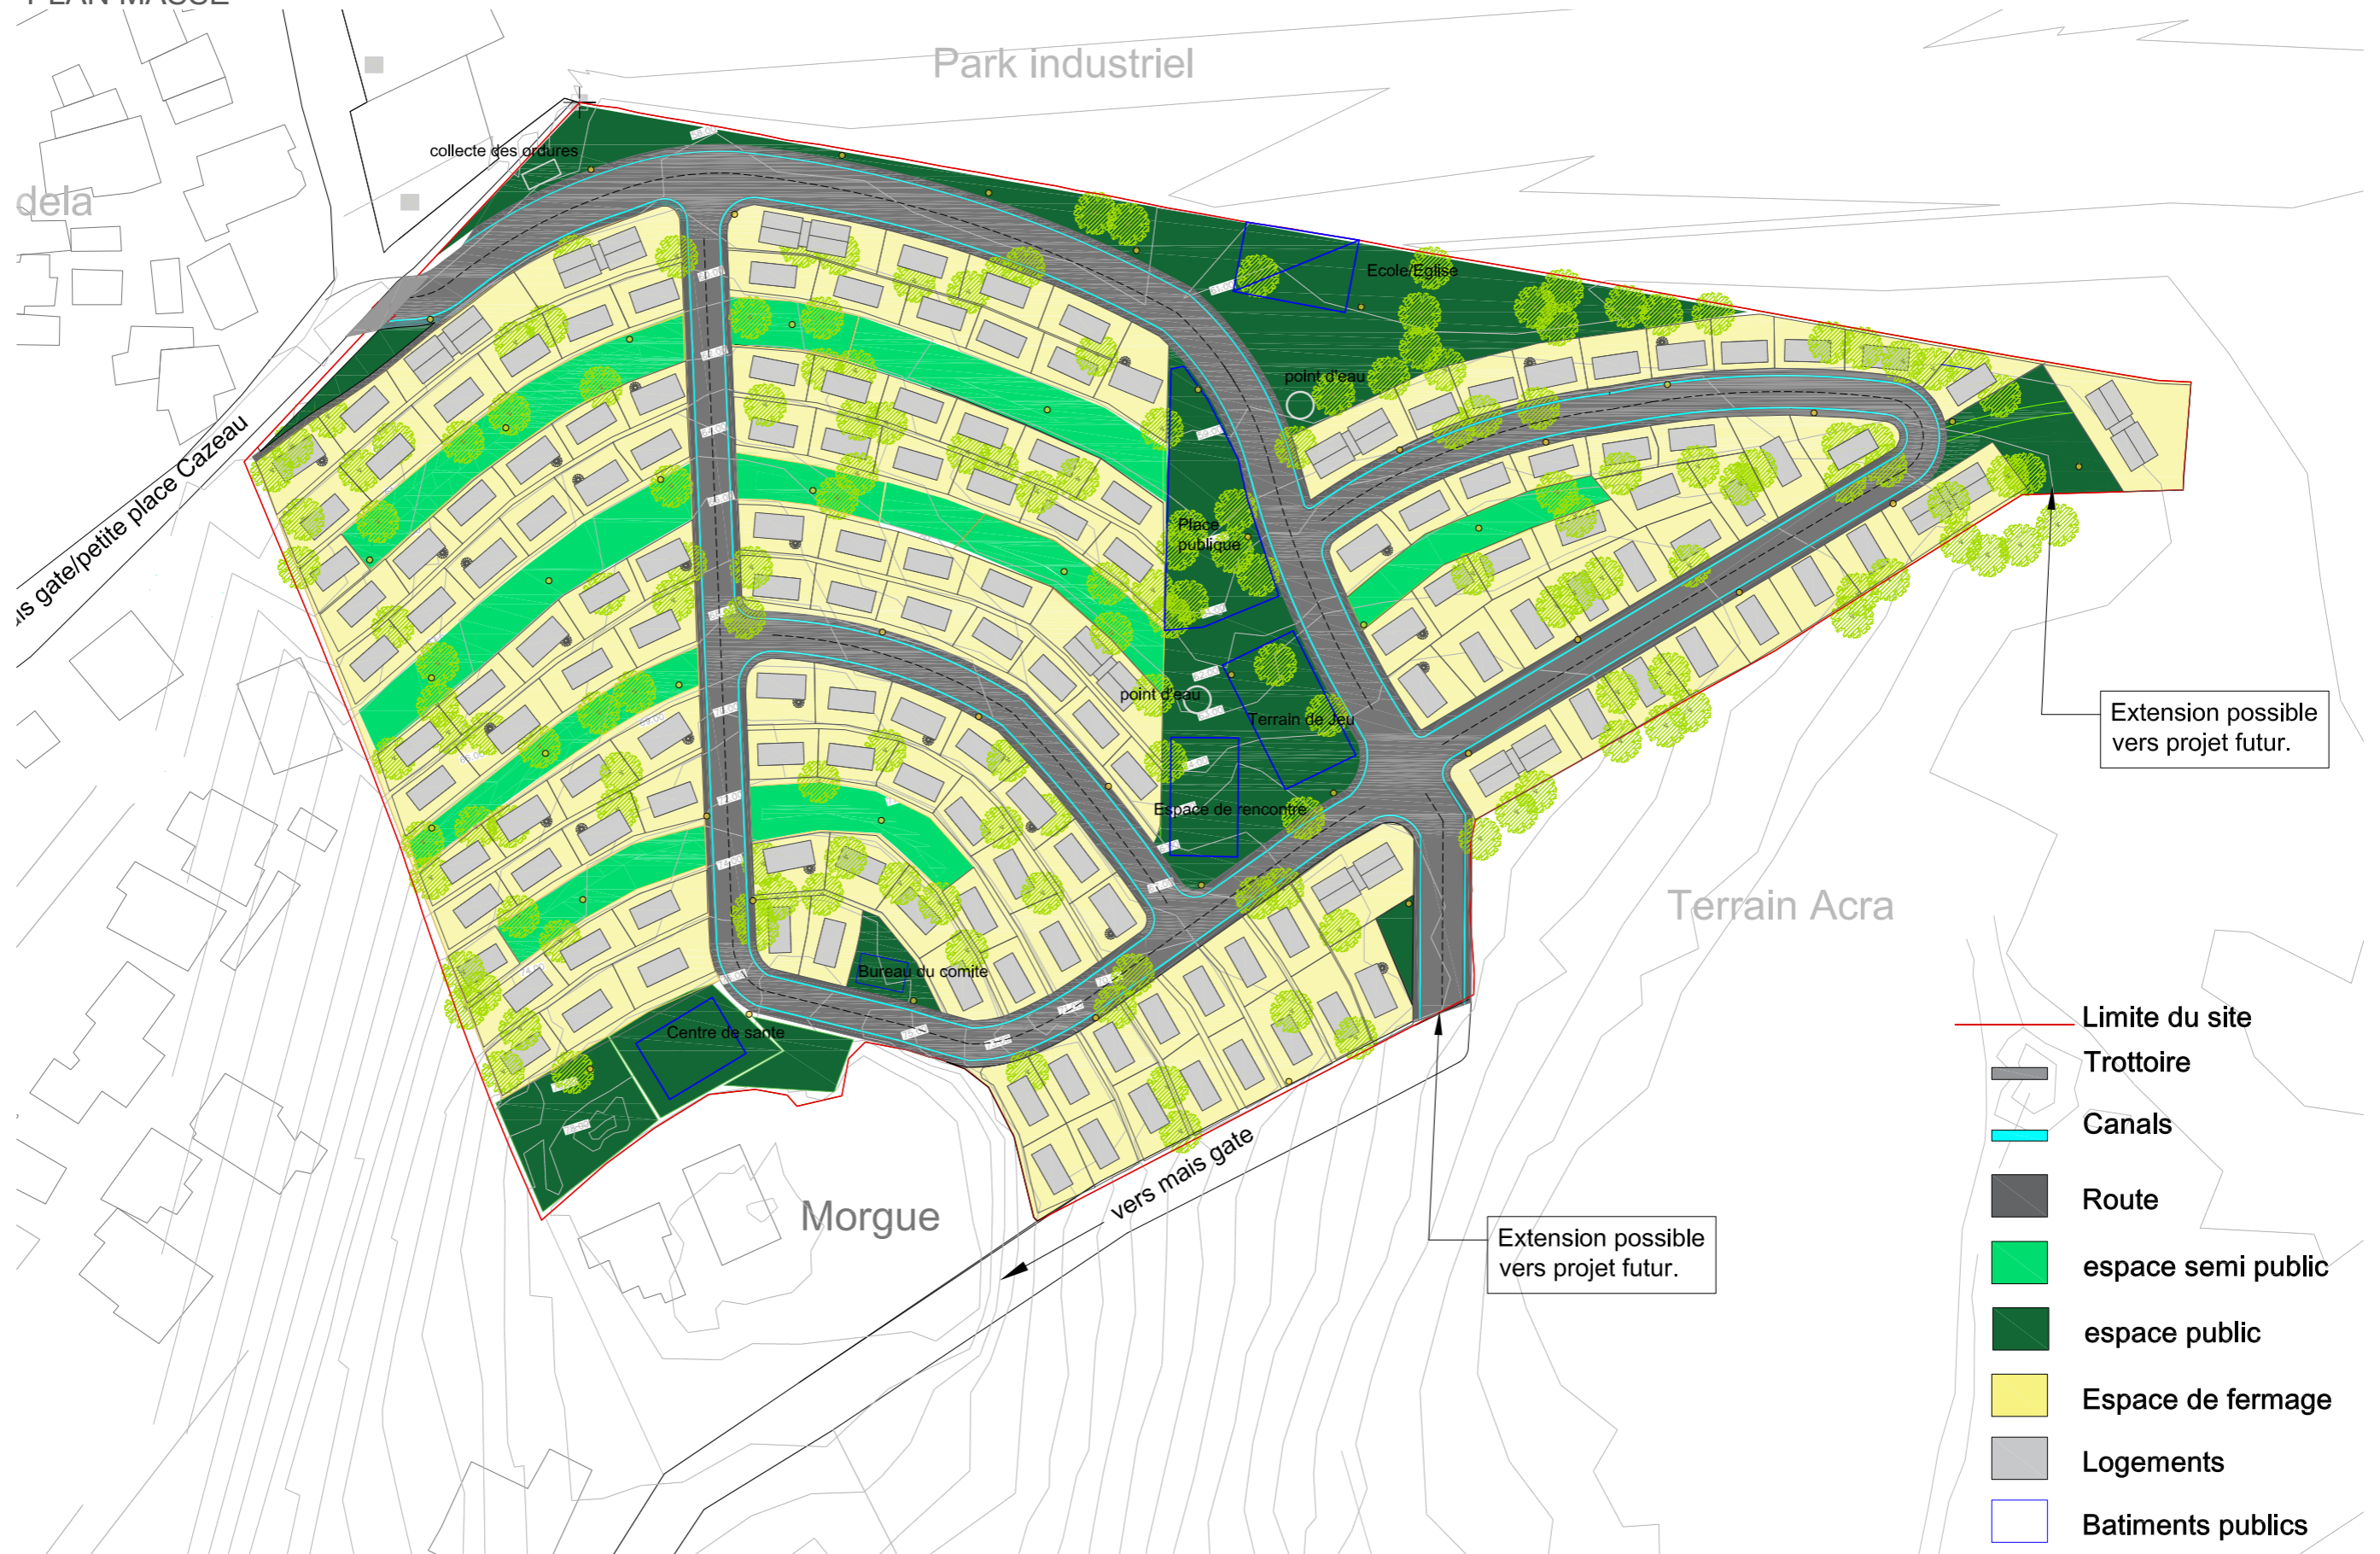 PLAN MASSE
Park industriel
collecte des ordures
dela
Ecole/Eglise
point d'eau
is gate/petite place Cazeau
Place
publique
point d'eau
Terrain de Jeu
Extension possible
vers projet futur.
Espace de rencontre
Terrain Acra
Bureau du comite
Centre de sante
vers mais gate
Morgue
Extension possible
vers projet futur.
Limite du site
Trottoire
Canals
Route
espace semi public
espace public
Espace de fermage
Logements
Batiments publics